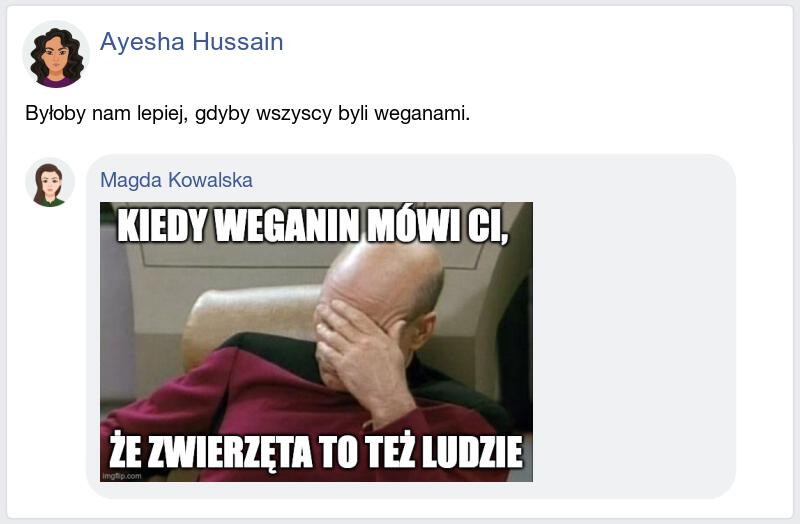 Ayesha Hussain
Byłoby nam lepiej, gdyby wszyscy byli weganami.
Magda Kowalska
KIEDY WEGANIN MÓWI CI,
ŻE ZWIERZĘTA TO TEŻ LUDZIE
imgflip.com